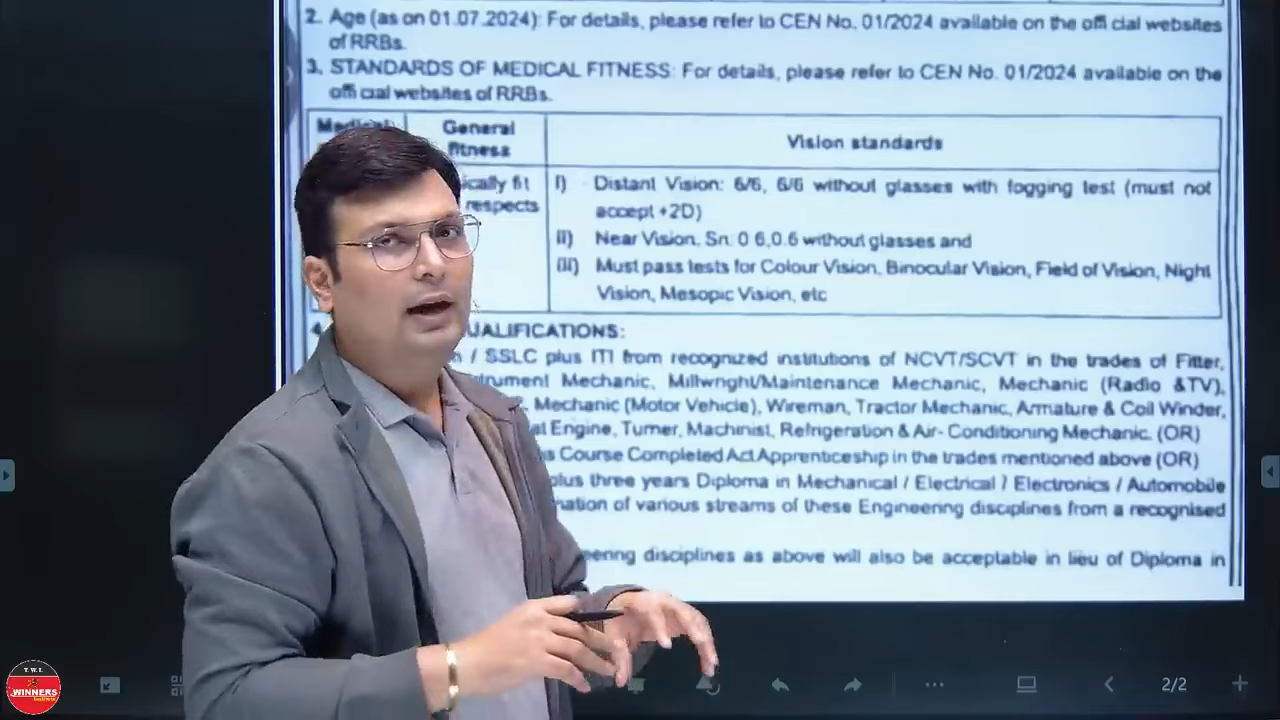 2. Age (as on 01.07.2024): For details, please refer to CEN No. 01/2024 available on the offi cial websites
of RRBs.
3. STANDARDS OF MEDICAL FITNESS: For details, please refer to CEN No. 01/2024 available on the
offi cial websites of RRBs.
Medical General
fitness Vision standards
ically fit
respects
i) Distant Vision: 6/6, 6/6 without glasses with fogging test (must not
accept +2D)
ii) Near Vision. Sn: 0 6,0.6 without glasses and
(iii) Must pass tests for Colour Vision, Binocular Vision, Field of Vision, Night
Vision, Mesopic Vision, etc
4. UALIFICATIONS:
/ SSLC plus ITI from recognized institutions of NCVT/SCVT in the trades of Fitter,
trument Mechanic, Millwright/Maintenance Mechanic, Mechanic (Radio &TV),
Mechanic (Motor Vehicle), Wireman, Tractor Mechanic, Armature & Coil Winder,
at Engine, Turner, Machinist, Refrigeration & Air- Conditioning Mechanic. (OR)
s Course Completed Act Apprenticeship in the trades mentioned above (OR)
plus three years Diploma in Mechanical / Electrical / Electronics / Automobile
nation of various streams of these Engineering disciplines from a recognised
eering disciplines as above will also be acceptable in lieu of Diploma in
T.W.I.
WINNERS
Institute
2/2